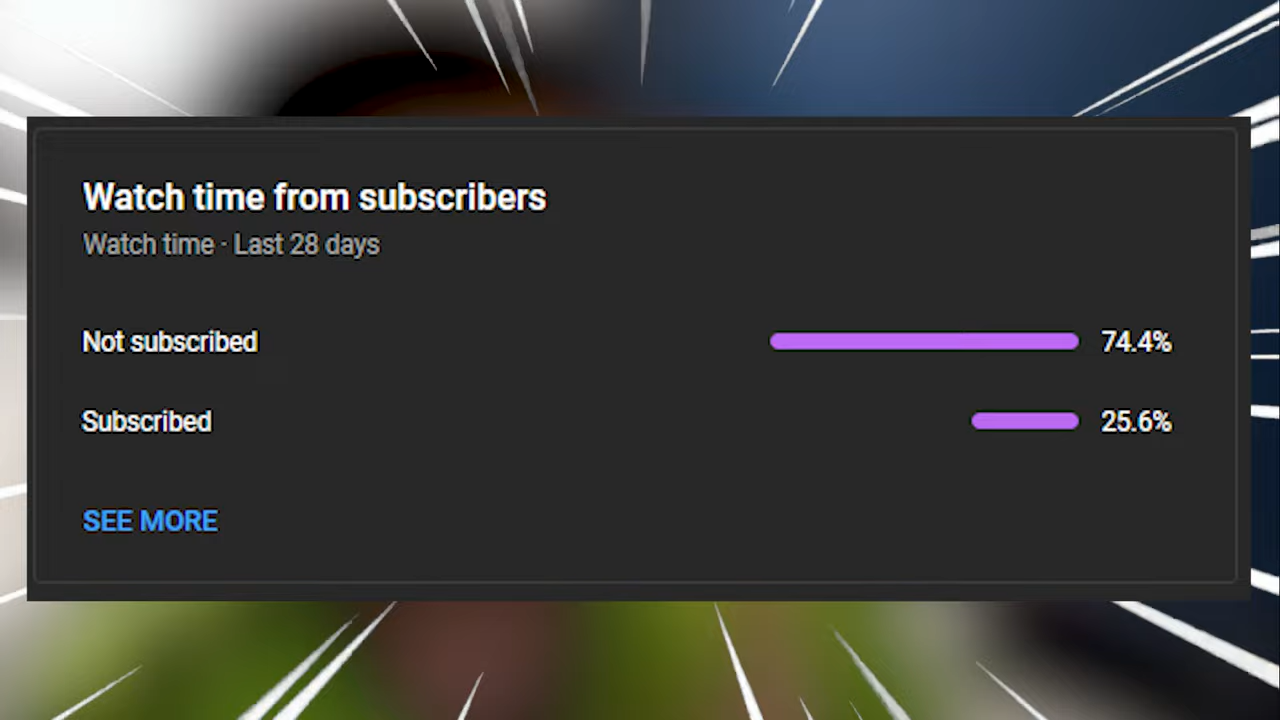 Watch time from subscribers
Watch time · Last 28 days
Not subscribed 74.4%
Subscribed 25.6%
SEE MORE